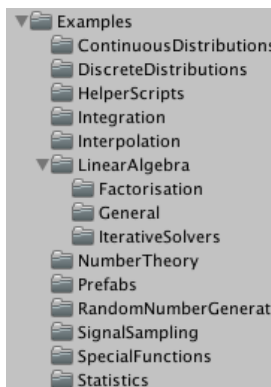 Examples
ContinuousDistributions
DiscreteDistributions
HelperScripts
Integration
Interpolation
LinearAlgebra
Factorisation
General
IterativeSolvers
NumberTheory
Prefabs
RandomNumberGenerat
SignalSampling
SpecialFunctions
Statistics